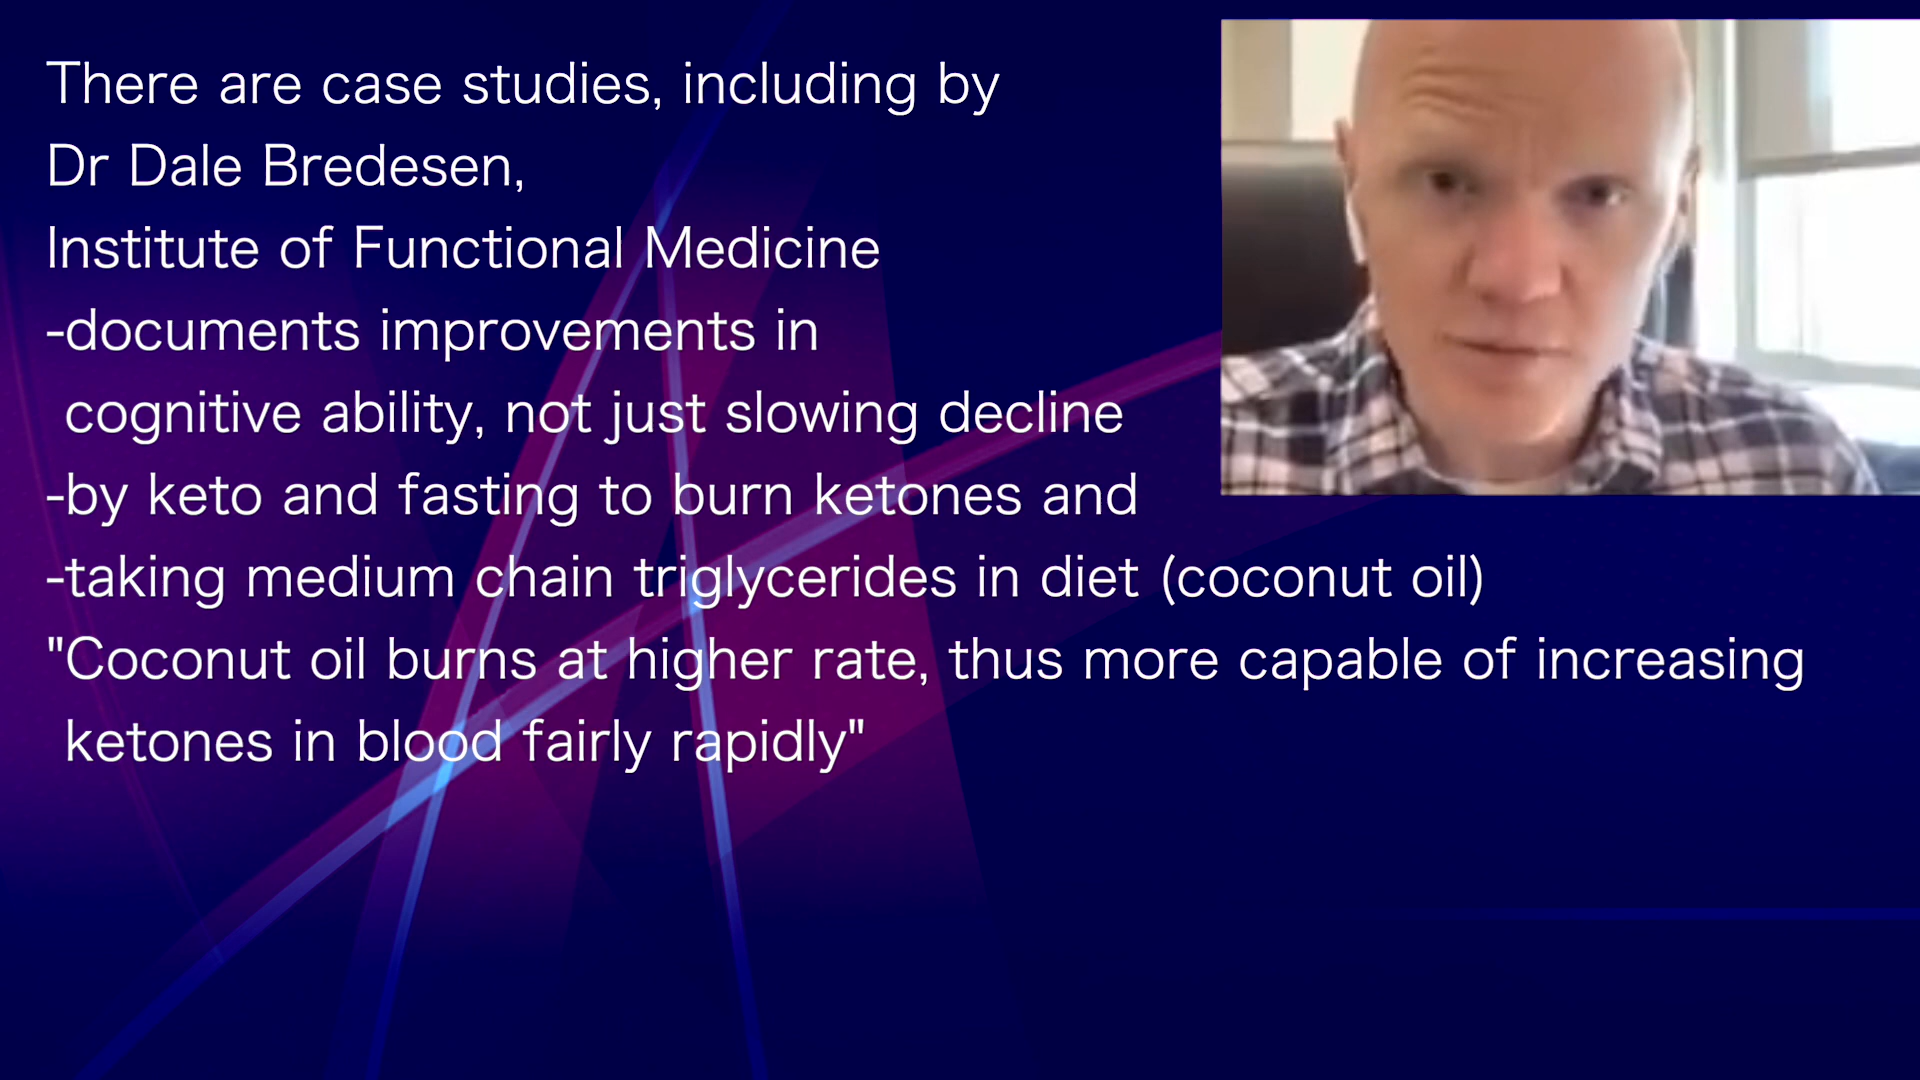 There are case studies, including by
Dr Dale Bredesen,
Institute of Functional Medicine
-documents improvements in
cognitive ability, not just slowing decline
-by keto and fasting to burn ketones and
-taking medium chain triglycerides in diet (coconut oil)
"Coconut oil burns at higher rate, thus more capable of increasing
ketones in blood fairly rapidly"